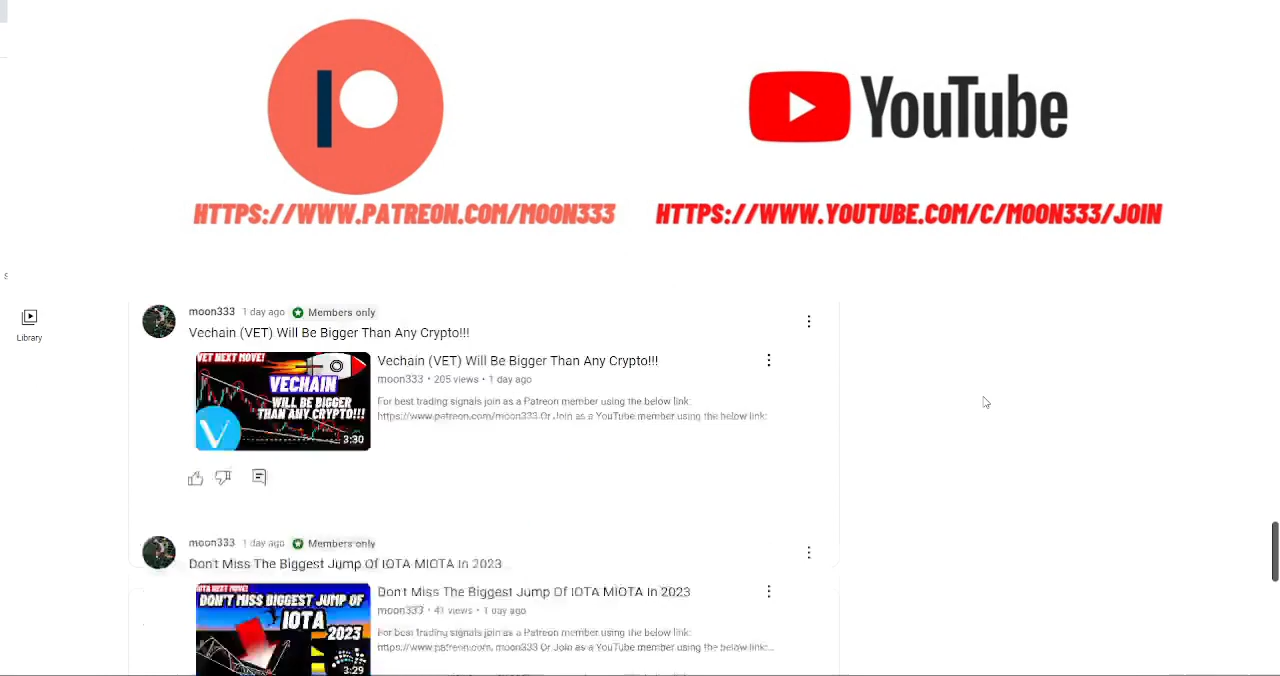 YouTube
HTTPS://WWW.PATREON.COM/MOON333
HTTPS://WWW.YOUTUBE.COM/C/MOON333/JOIN
S
Library
moon333 1 day ago Members only
Vechain (VET) Will Be Bigger Than Any Crypto!!!
VET NEXT MOVE!
VECHAIN
WILL BE BIGGER
THAN ANY CRYPTO!!!
3:30
Vechain (VET) Will Be Bigger Than Any Crypto!!!
moon333 • 205 views • 1 day ago
For best trading signals join as a Patreon member using the below link:
https://www.patreon.com/moon333 Or Join as a YouTube member using the below link:
moon333 1 day ago Members only
Don't Miss The Biggest Jump Of IOTA MIOTA In 2023
IOTA NEXT MOVE!
DON'T MISS BIGGEST JUMP OF
IOTA
2023
3:29
Don't Miss The Biggest Jump Of IOTA MIOTA In 2023
moon333 • 41 views • 1 day ago
For best trading signals join as a Patreon member using the below link:
https://www.patreon.com, moon333 Or Join as a YouTube member using the below link:...